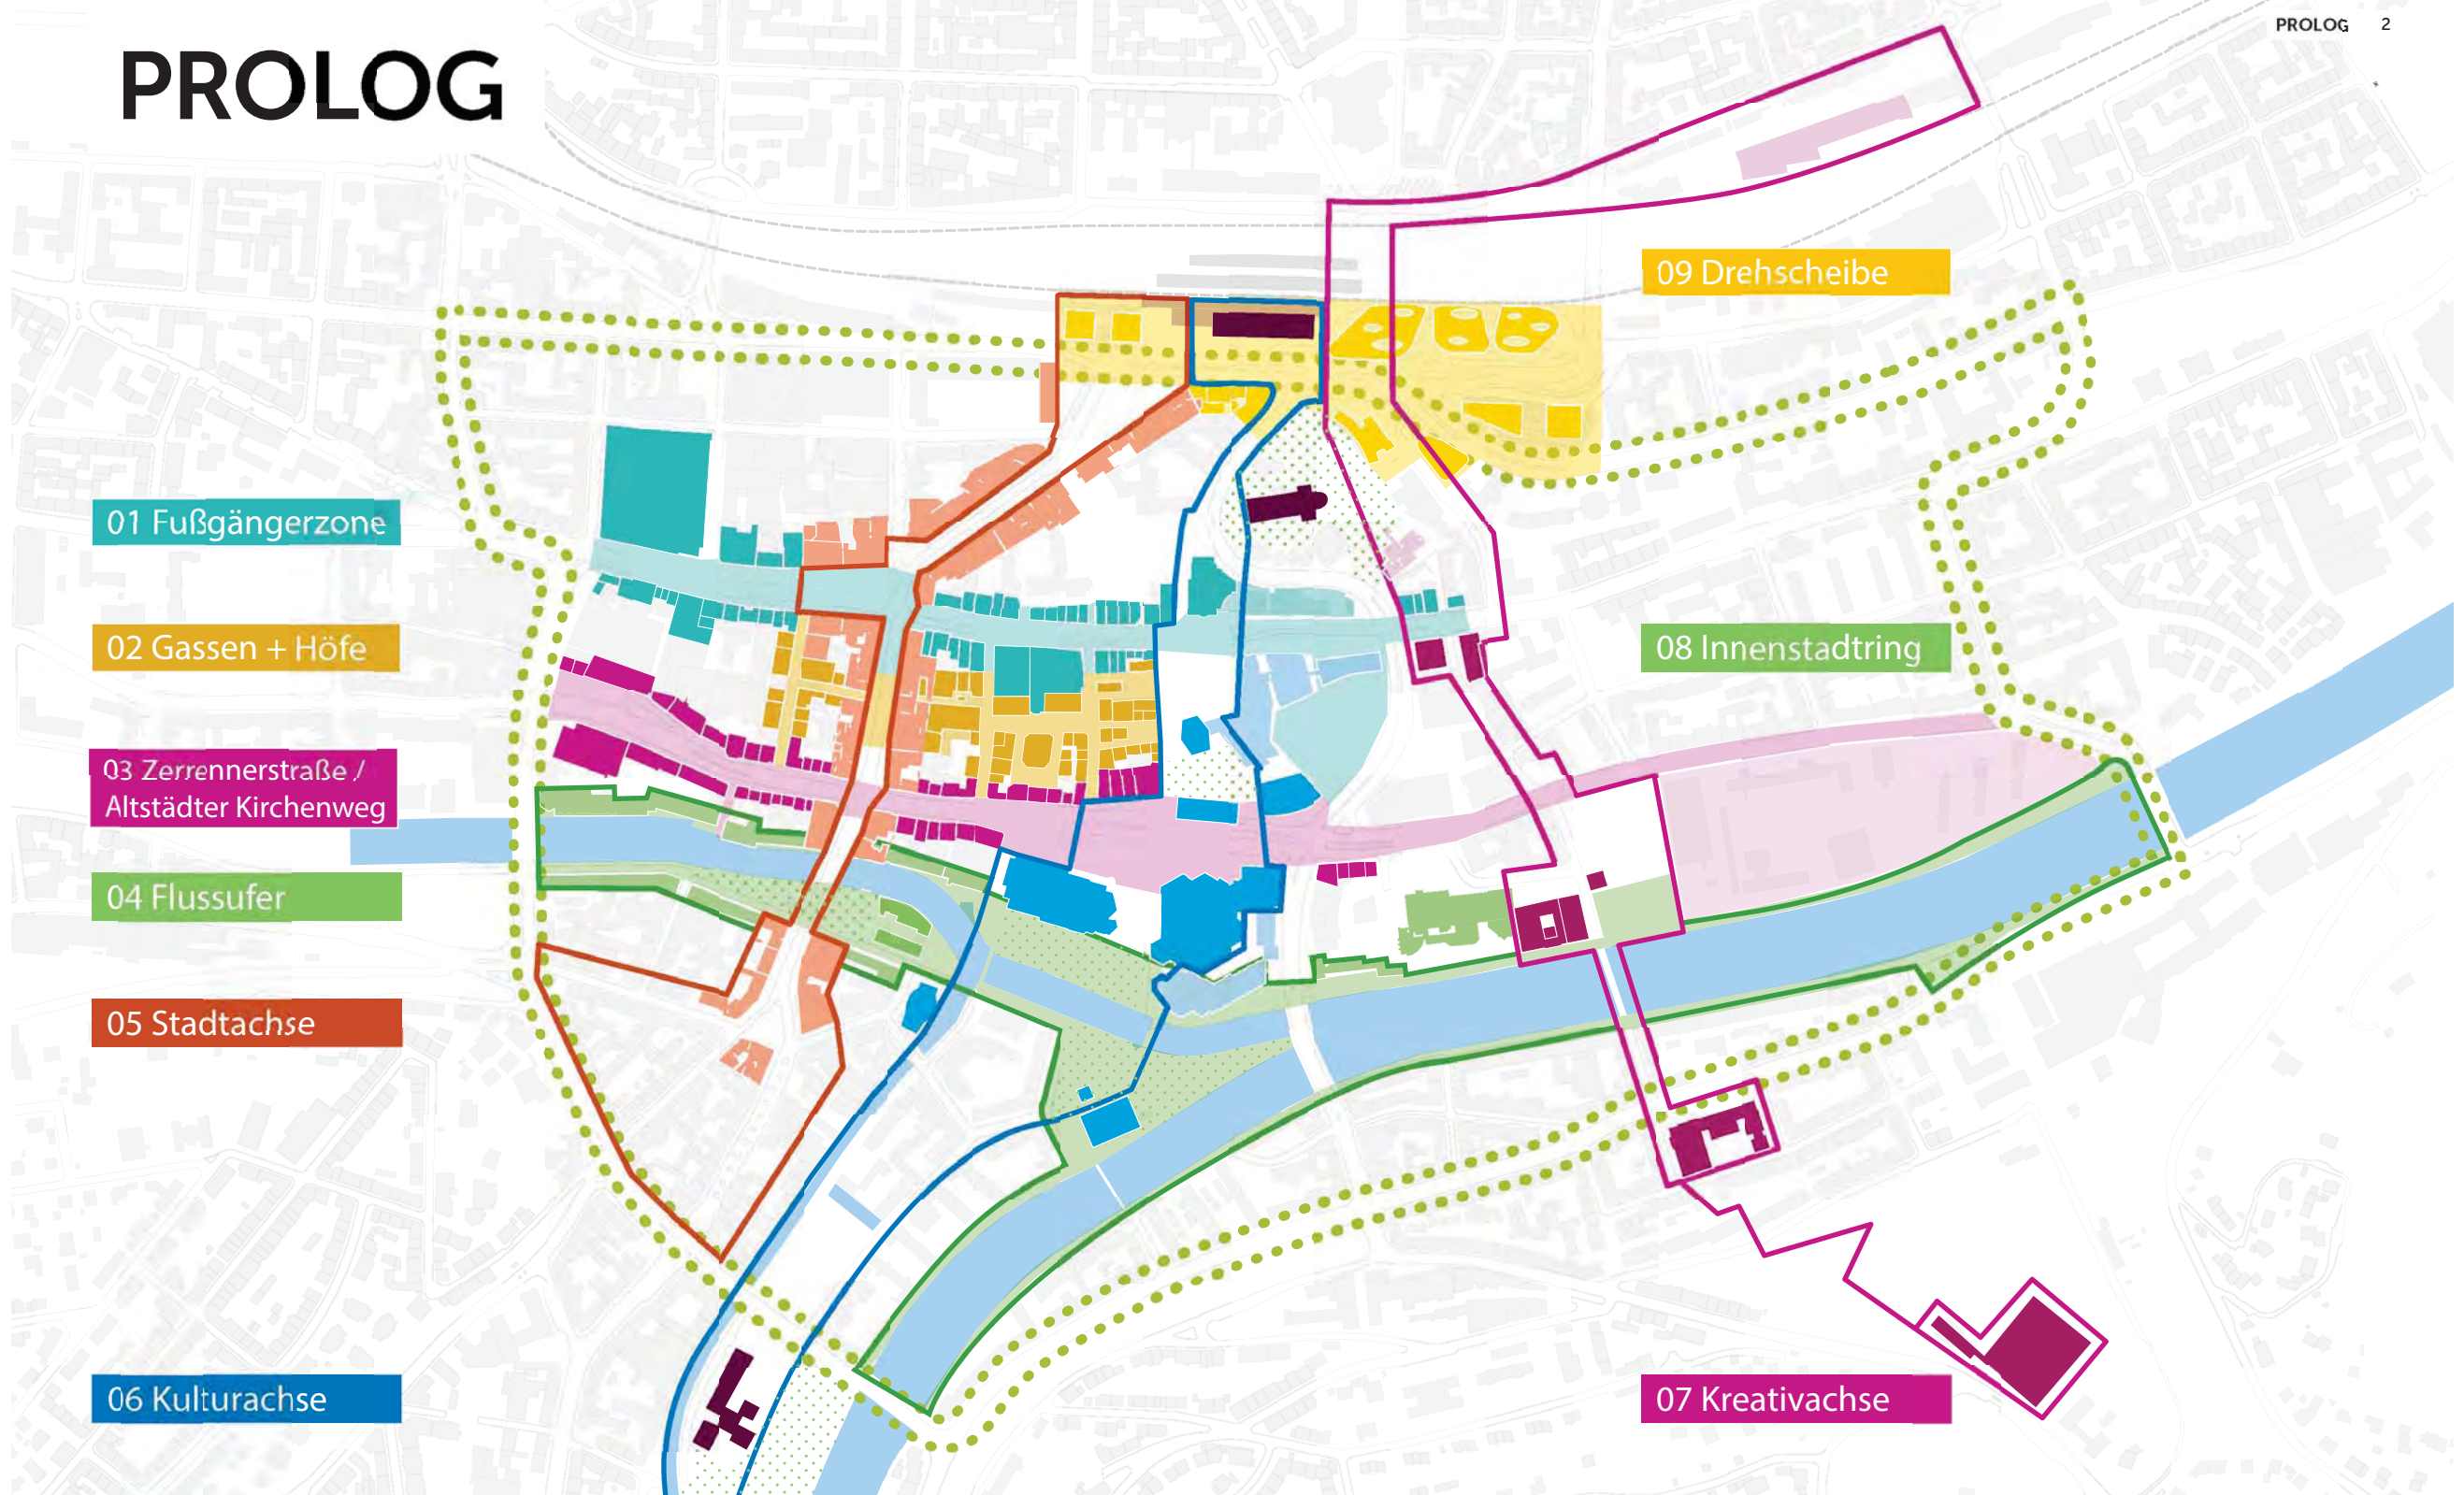 PROLOG 2
PROLOG
09 Drehscheibe
01 Fußgängerzone
02 Gassen + Höfe
08 Innenstadtring
03 Zerrennerstraße /
Altstädter Kirchenweg
04 Flussufer
05 Stadtachse
06 Kulturachse
07 Kreativachse